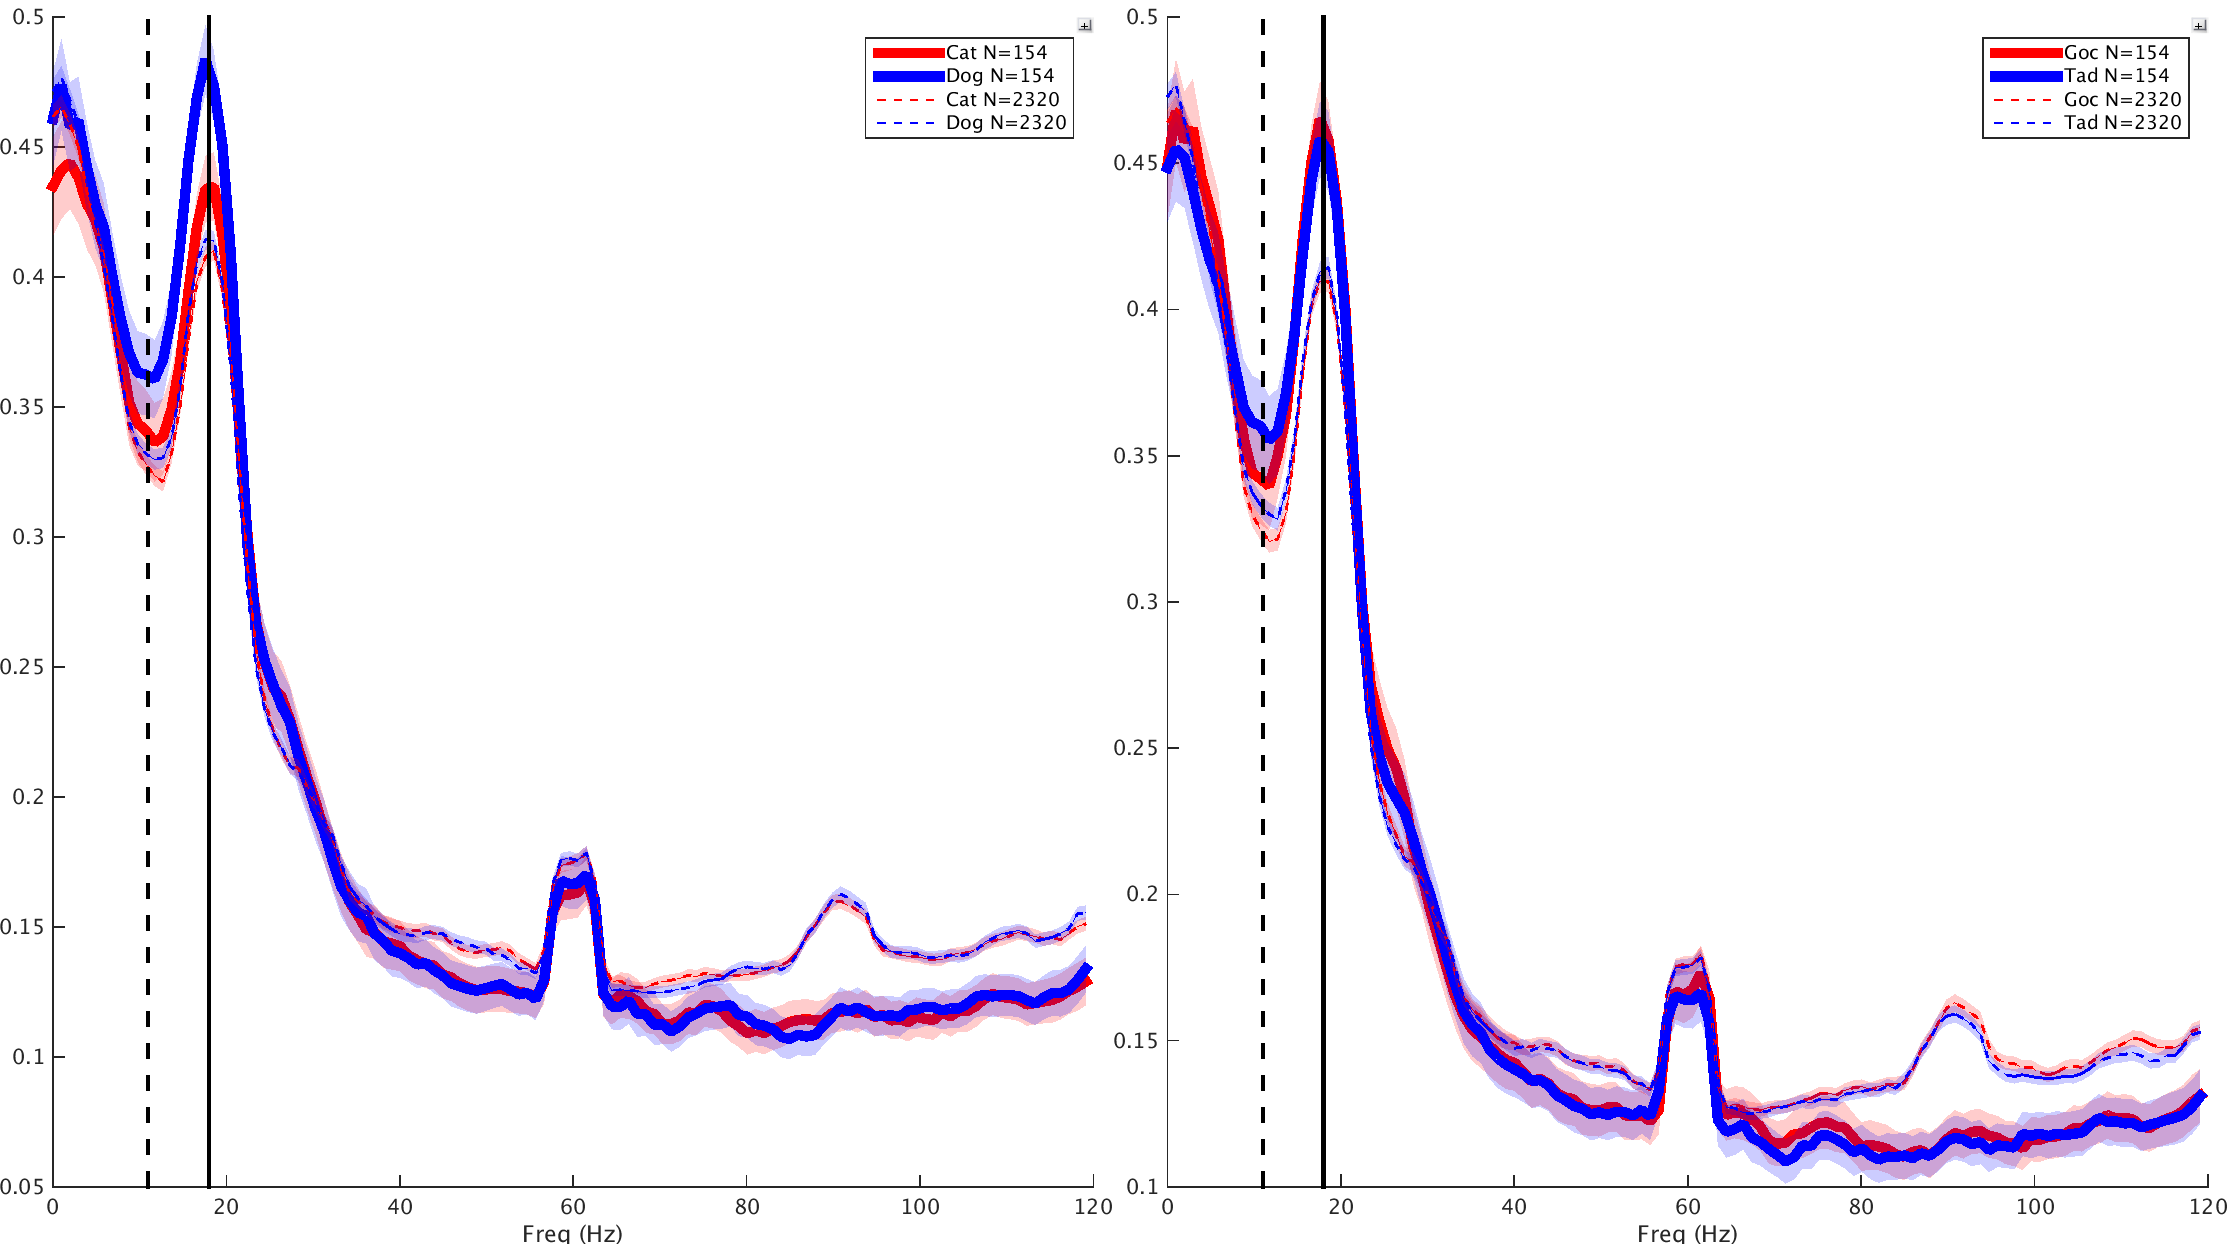 0.5
0.45
0.4
0.35
0.3
0.25
0.2
0.15
0.1
0.05
0 20 40 60 80 100 120
Freq (Hz)
Cat N=154
Dog N=154
Cat N=2320
Dog N=2320
0.5
0.45
0.4
0.35
0.3
0.25
0.2
0.15
0.1
0 20 40 60 80 100 120
Freq (Hz)
Goc N=154
Tad N=154
Goc N=2320
Tad N=2320